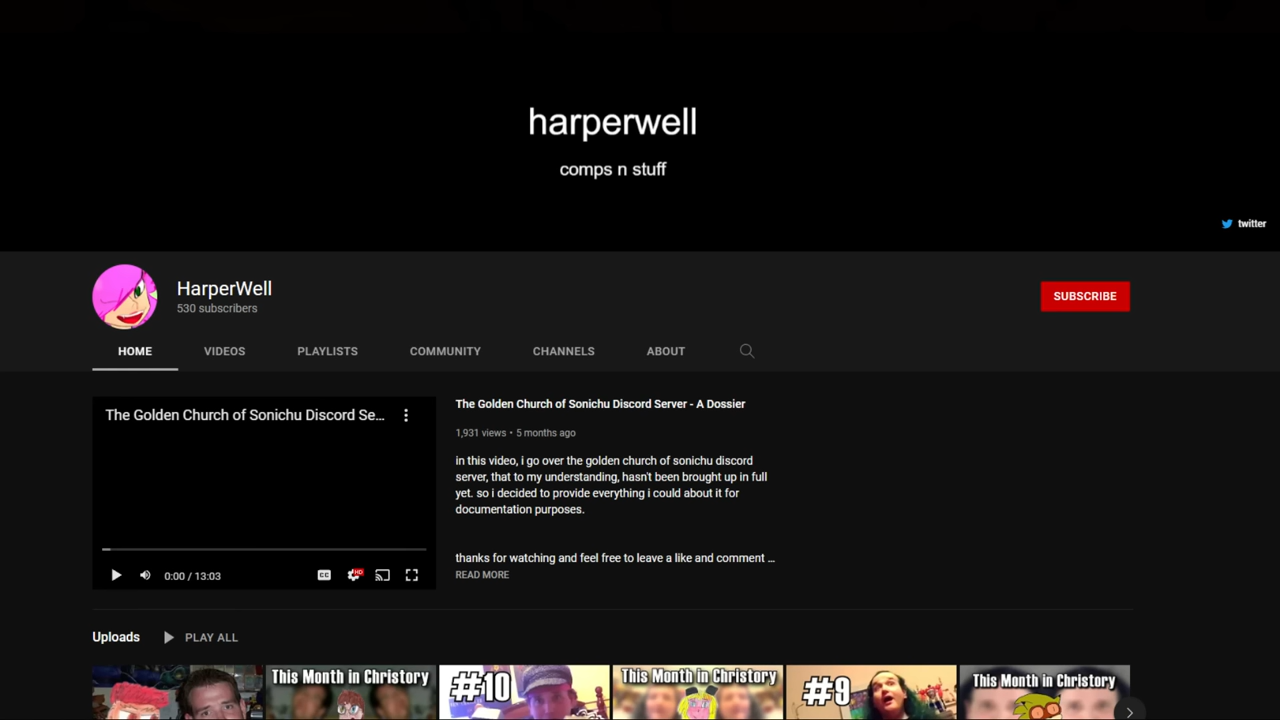 harperwell
comps n stuff
twitter
HarperWell
530 subscribers
SUBSCRIBE
HOME
VIDEOS
PLAYLISTS
COMMUNITY
CHANNELS
ABOUT
The Golden Church of Sonichu Discord Se...
0:00 / 13:03
CC
HD
The Golden Church of Sonichu Discord Server - A Dossier
1,931 views • 5 months ago
in this video, i go over the golden church of sonichu discord
server, that to my understanding, hasn't been brought up in full
yet. so i decided to provide everything i could about it for
documentation purposes.
thanks for watching and feel free to leave a like and comment ...
READ MORE
Uploads
PLAY ALL
This Month in Christory
#10
This Month in Christory
#9
This Month in Christory